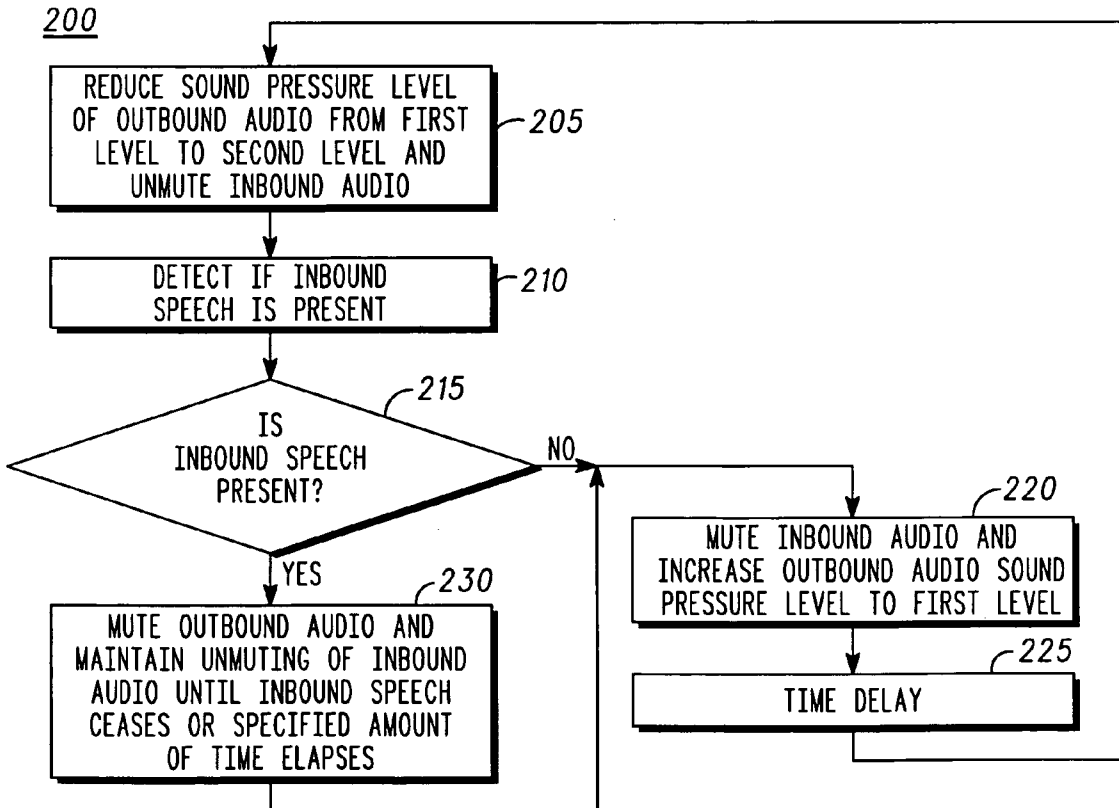 200
REDUCE SOUND PRESSURE LEVEL
OF OUTBOUND AUDIO FROM FIRST
LEVEL TO SECOND LEVEL AND
UNMUTE INBOUND AUDIO
205
DETECT IF INBOUND
SPEECH IS PRESENT
210
215
IS
INBOUND SPEECH
PRESENT?
NO
YES
220
MUTE INBOUND AUDIO AND
INCREASE OUTBOUND AUDIO SOUND
PRESSURE LEVEL TO FIRST LEVEL
225
TIME DELAY
230
MUTE OUTBOUND AUDIO AND
MAINTAIN UNMUTING OF INBOUND
AUDIO UNTIL INBOUND SPEECH
CEASES OR SPECIFIED AMOUNT
OF TIME ELAPSES